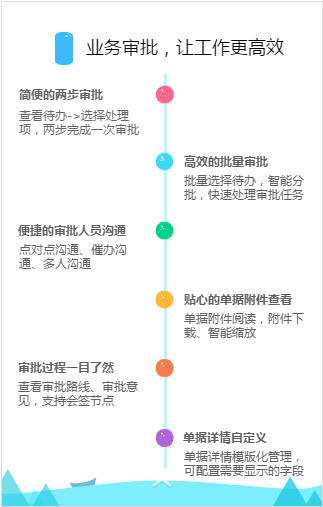 业务审批，让工作更高效
简便的两步审批
查看待办->选择处理
项，两步完成一次审批
高效的批量审批
批量选择待办，智能分
批，快速处理审批任务
便捷的审批人员沟通
点对点沟通、催办沟
通、多人沟通
贴心的单据附件查看
单据附件阅读，附件下
载、智能缩放
审批过程一目了然
查看审批路线、审批意
见，支持会签节点
单据详情自定义
单据详情模版化管理，
可配置需要显示的字段